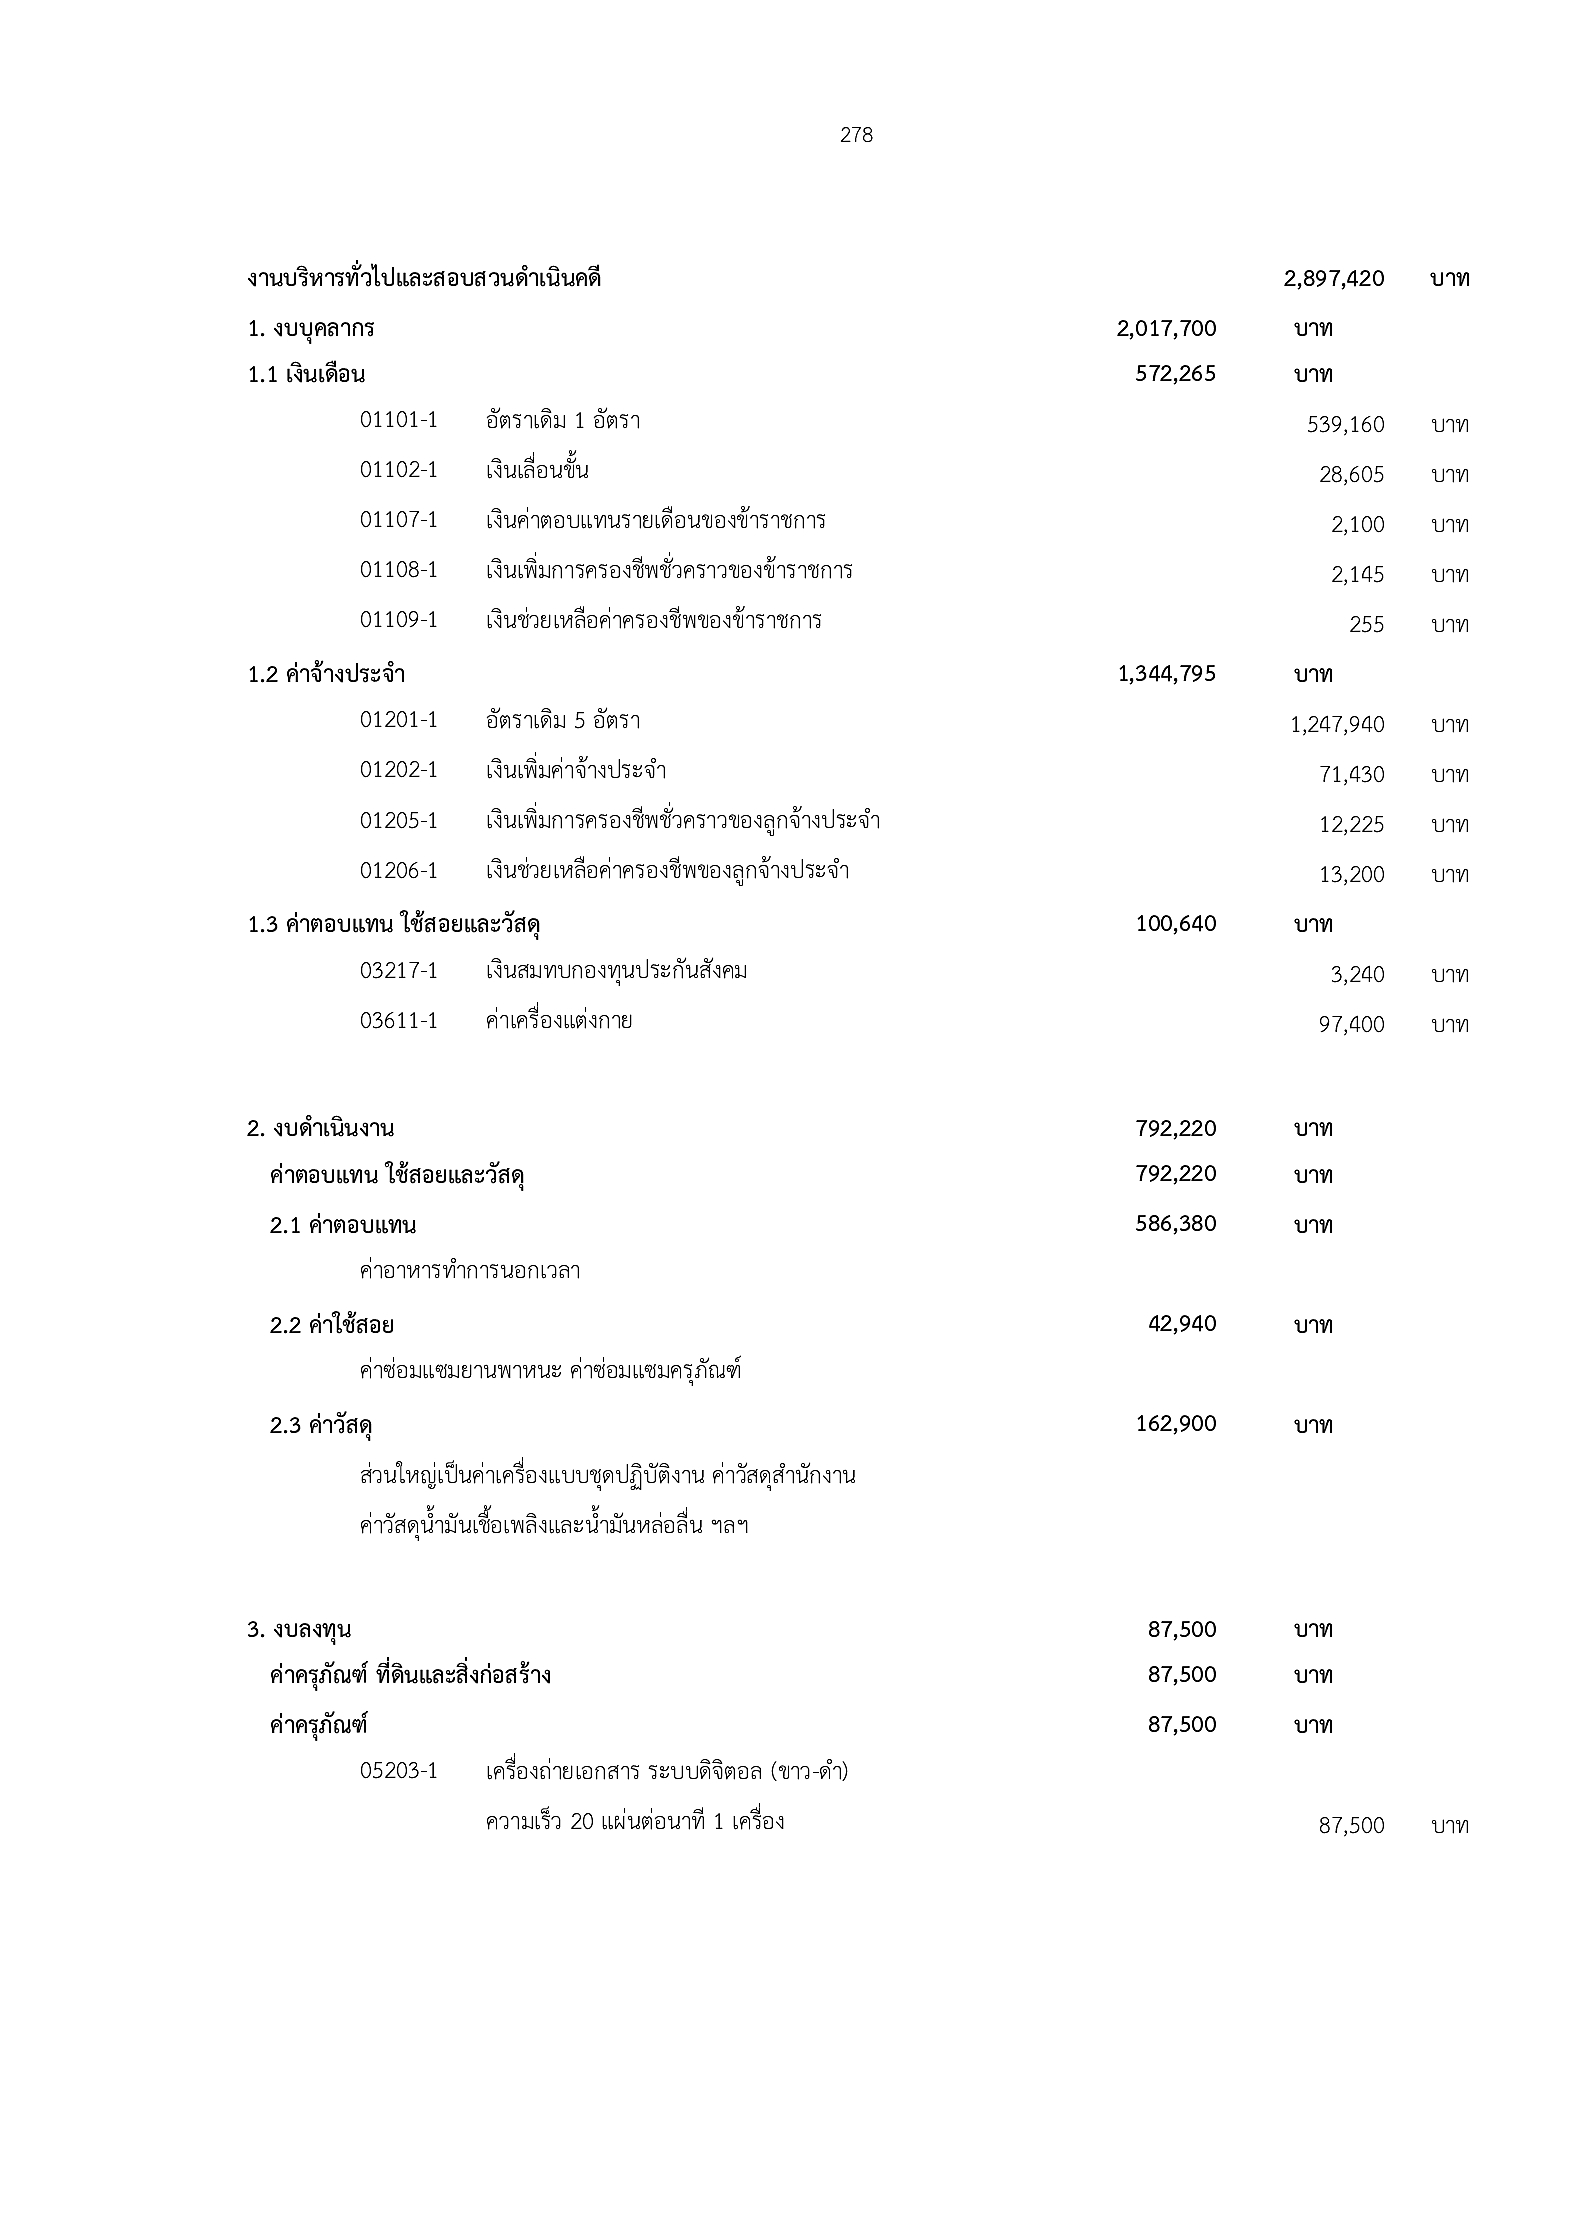 278
งานบริหารทั่วไปและสอบสวนดำเนินคดี 2,897,420 บาท
1. งบบุคลากร 2,017,700 บาท
1.1 เงินเดือน 572,265 บาท
01101-1 อัตราเดิม 1 อัตรา 539,160 บาท
01102-1 เงินเลื่อนขั้น 28,605 บาท
01107-1 เงินค่าตอบแทนรายเดือนของข้าราชการ 2,100 บาท
01108-1 เงินเพิ่มการครองชีพชั่วคราวของข้าราชการ 2,145 บาท
01109-1 เงินช่วยเหลือค่าครองชีพของข้าราชการ 255 บาท
1.2 ค่าจ้างประจำ 1,344,795 บาท
01201-1 อัตราเดิม 5 อัตรา 1,247,940 บาท
01202-1 เงินเพิ่มค่าจ้างประจำ 71,430 บาท
01205-1 เงินเพิ่มการครองชีพชั่วคราวของลูกจ้างประจำ 12,225 บาท
01206-1 เงินช่วยเหลือค่าครองชีพของลูกจ้างประจำ 13,200 บาท
1.3 ค่าตอบแทน ใช้สอยและวัสดุ 100,640 บาท
03217-1 เงินสมทบกองทุนประกันสังคม 3,240 บาท
03611-1 ค่าเครื่องแต่งกาย 97,400 บาท
2. งบดำเนินงาน 792,220 บาท
ค่าตอบแทน ใช้สอยและวัสดุ 792,220 บาท
2.1 ค่าตอบแทน 586,380 บาท
ค่าอาหารทำการนอกเวลา
2.2 ค่าใช้สอย 42,940 บาท
ค่าซ่อมแซมยานพาหนะ ค่าซ่อมแซมครุภัณฑ์
2.3 ค่าวัสดุ 162,900 บาท
ส่วนใหญ่เป็นค่าเครื่องแบบชุดปฏิบัติงาน ค่าวัสดุสำนักงาน
ค่าวัสดุน้ำมันเชื้อเพลิงและน้ำมันหล่อลื่น ฯลฯ
3. งบลงทุน 87,500 บาท
ค่าครุภัณฑ์ ที่ดินและสิ่งก่อสร้าง 87,500 บาท
ค่าครุภัณฑ์ 87,500 บาท
05203-1 เครื่องถ่ายเอกสาร ระบบดิจิตอล (ขาว-ดำ)
ความเร็ว 20 แผ่นต่อนาที 1 เครื่อง 87,500 บาท